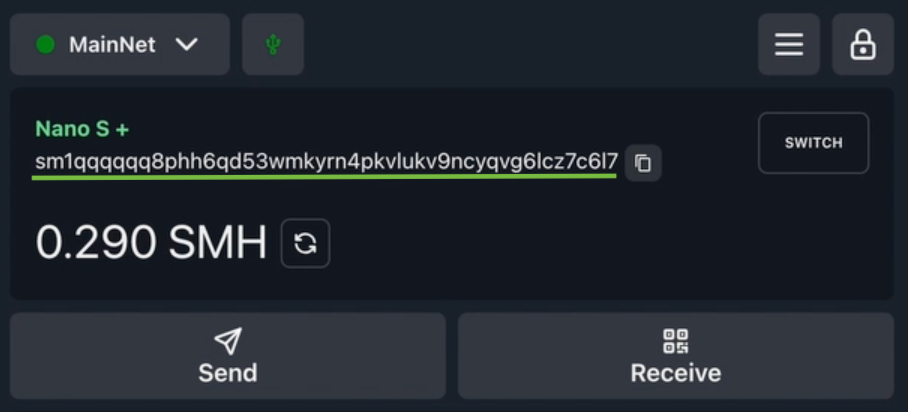 MainNet
Nano S +
sm1qqqqqq8phh6qd53wmkyrn4pkvlukv9ncyqvg6lcz7c6l7
SWITCH
0.290 SMH
Send
Receive